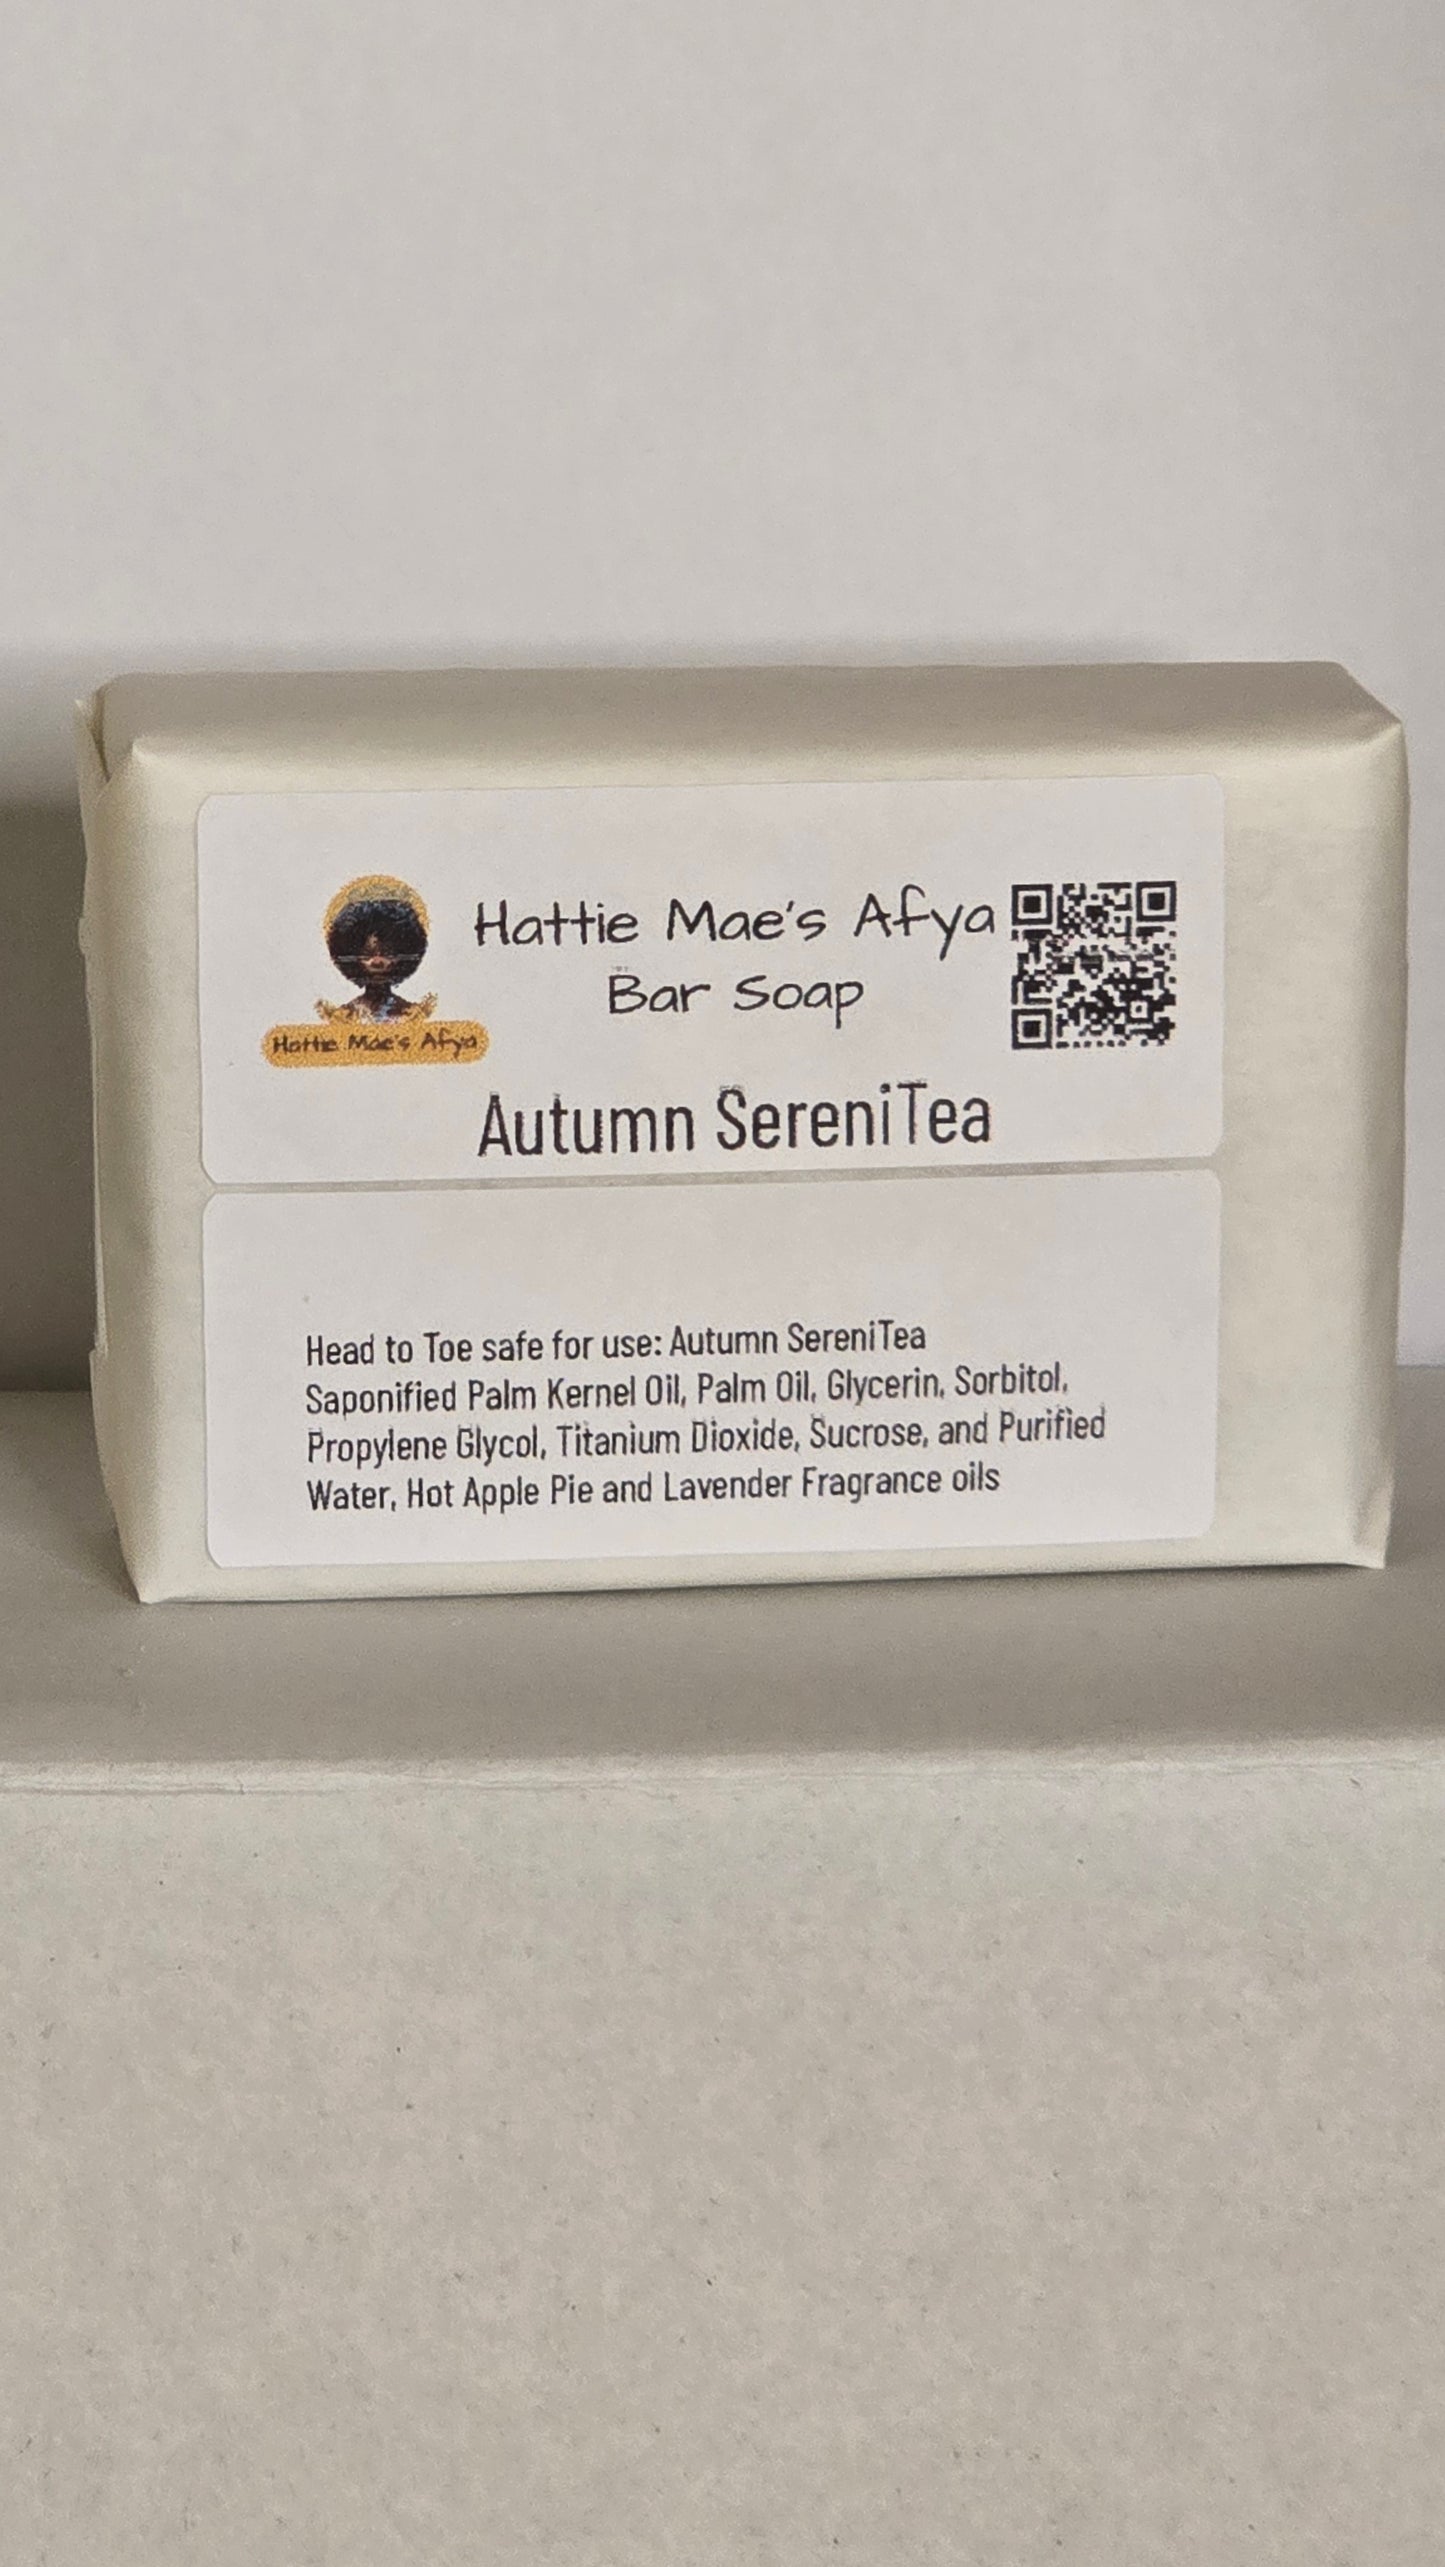 Hattie Mae's Afya
Bar Soap
Hattie Mae's Afya
Autumn SereniTea
Head to Toe safe for use: Autumn SereniTea
Saponified Palm Kernel Oil, Palm Oil, Glycerin, Sorbitol,
Propylene Glycol, Titanium Dioxide, Sucrose, and Purified
Water, Hot Apple Pie and Lavender Fragrance oils